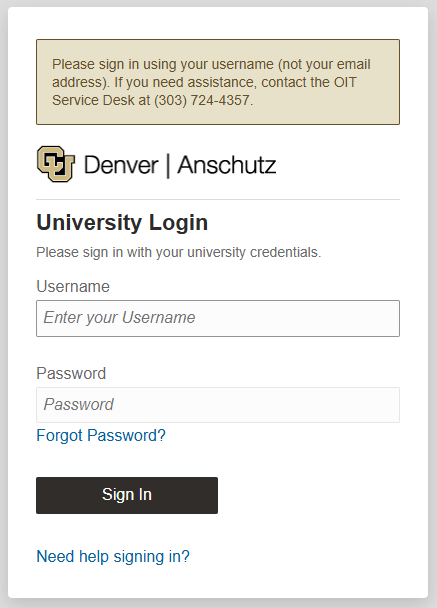 Please sign in using your username (not your email
address). If you need assistance, contact the OIT
Service Desk at (303) 724-4357.
CU Denver | Anschutz
University Login
Please sign in with your university credentials.
Username
Enter your Username
Password
Password
Forgot Password?
Sign In
Need help signing in?